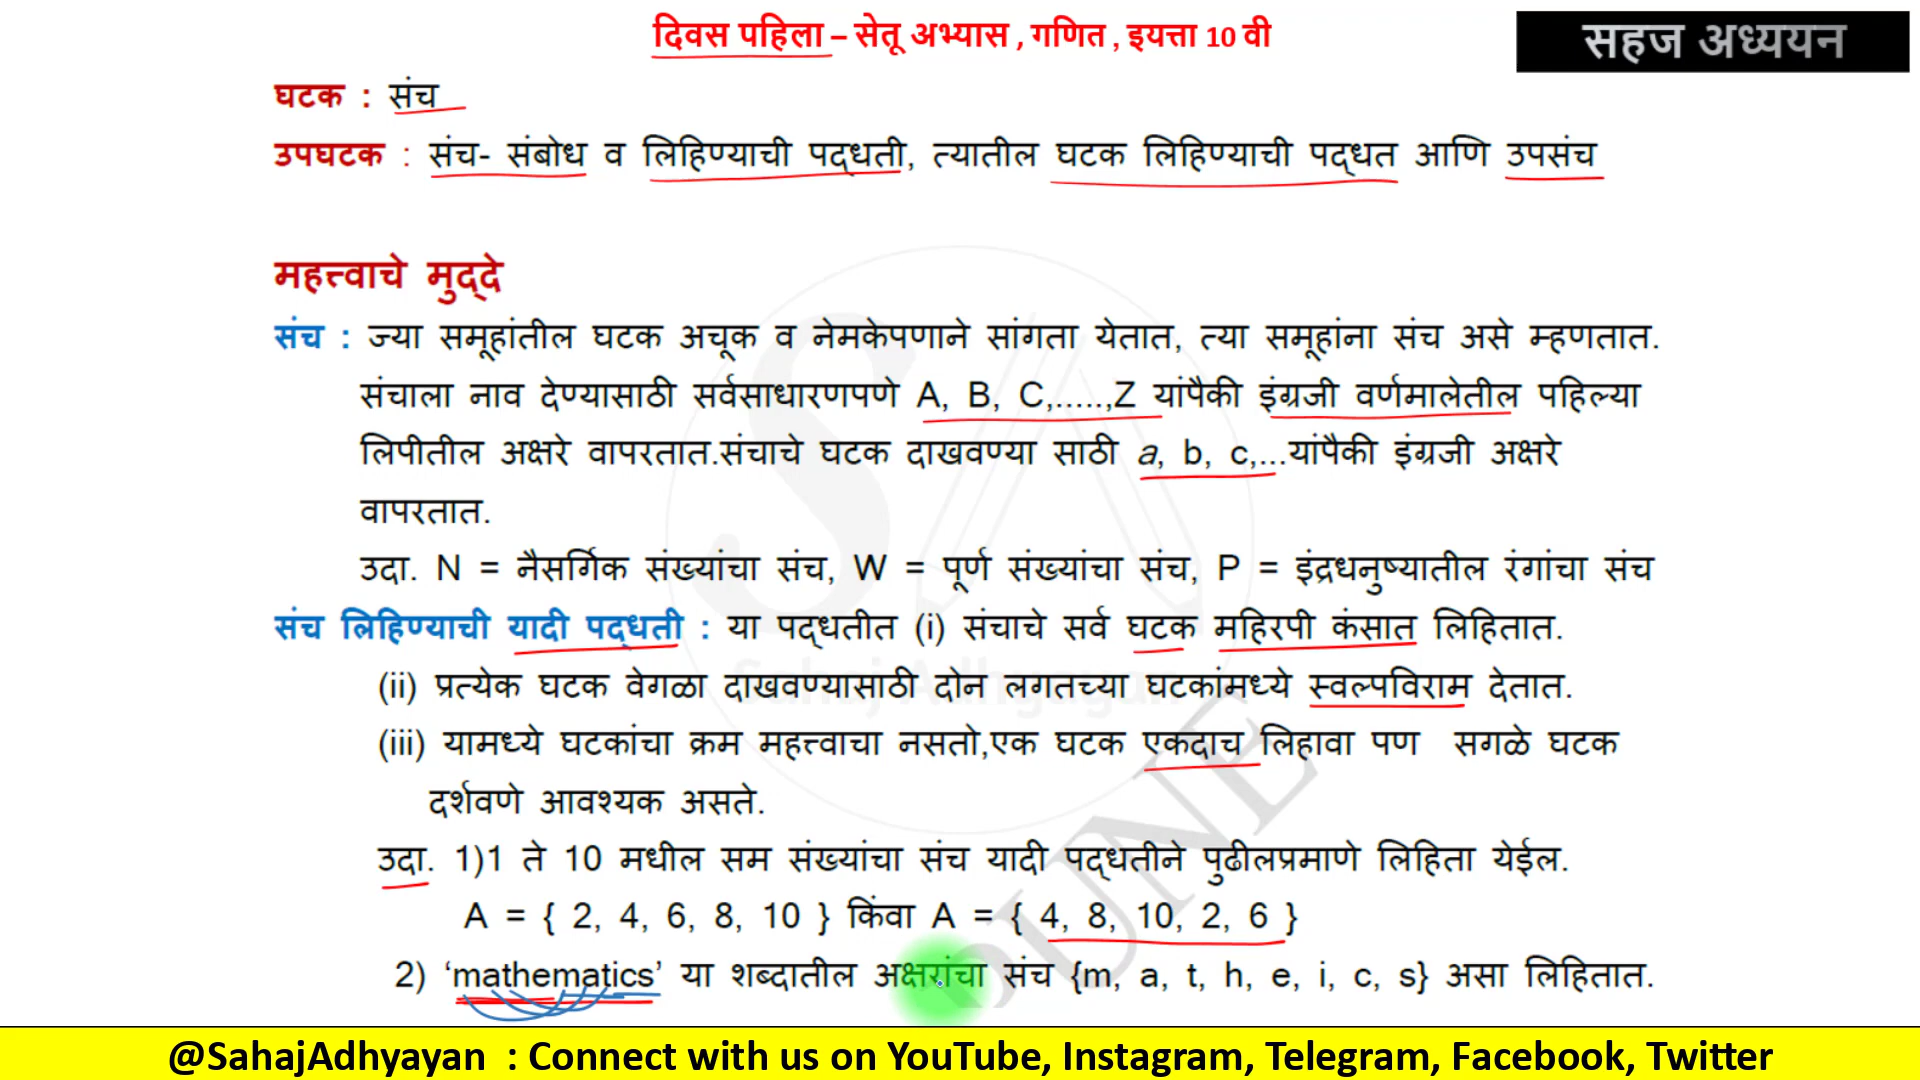 दिवस पहिला – सेतू अभ्यास , गणित , इयत्ता 10 वी
सहज अध्ययन
घटक : संच
उपघटक : संच- संबोध व लिहिण्याची पद्धती, त्यातील घटक लिहिण्याची पद्धत आणि उपसंच
महत्त्वाचे मुद्दे
संच : ज्या समूहांतील घटक अचूक व नेमकेपणाने सांगता येतात, त्या समूहांना संच असे म्हणतात.
संचाला नाव देण्यासाठी सर्वसाधारणपणे A, B, C,.....,Z यांपैकी इंग्रजी वर्णमालेतील पहिल्या
लिपीतील अक्षरे वापरतात.संचाचे घटक दाखवण्या साठी a, b, c,...यांपैकी इंग्रजी अक्षरे
वापरतात.
उदा. N = नैसर्गिक संख्यांचा संच, W = पूर्ण संख्यांचा संच, P = इंद्रधनुष्यातील रंगांचा संच
संच लिहिण्याची यादी पद्धती : या पद्धतीत (i) संचाचे सर्व घटक महिरपी कंसात लिहितात.
(ii) प्रत्येक घटक वेगळा दाखवण्यासाठी दोन लगतच्या घटकांमध्ये स्वल्पविराम देतात.
(iii) यामध्ये घटकांचा क्रम महत्त्वाचा नसतो,एक घटक एकदाच लिहावा पण सगळे घटक
दर्शवणे आवश्यक असते.
उदा. 1)1 ते 10 मधील सम संख्यांचा संच यादी पद्धतीने पुढीलप्रमाणे लिहिता येईल.
A = { 2, 4, 6, 8, 10 } किंवा A = { 4, 8, 10, 2, 6 }
2) ‘mathematics’ या शब्दातील अक्षरांचा संच {m, a, t, h, e, i, c, s} असा लिहितात.
Sahaj Adhyayan
PUNE
@SahajAdhyayan : Connect with us on YouTube, Instagram, Telegram, Facebook, Twitter